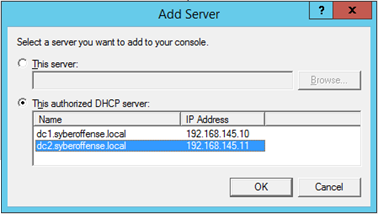 Add Server
?
x
Select a server you want to add to your console.
This server:
Browse...
This authorized DHCP server:
Name IP Address
dc1.syberoffense.local 192.168.145.10
dc2.syberoffense.local 192.168.145.11
OK Cancel